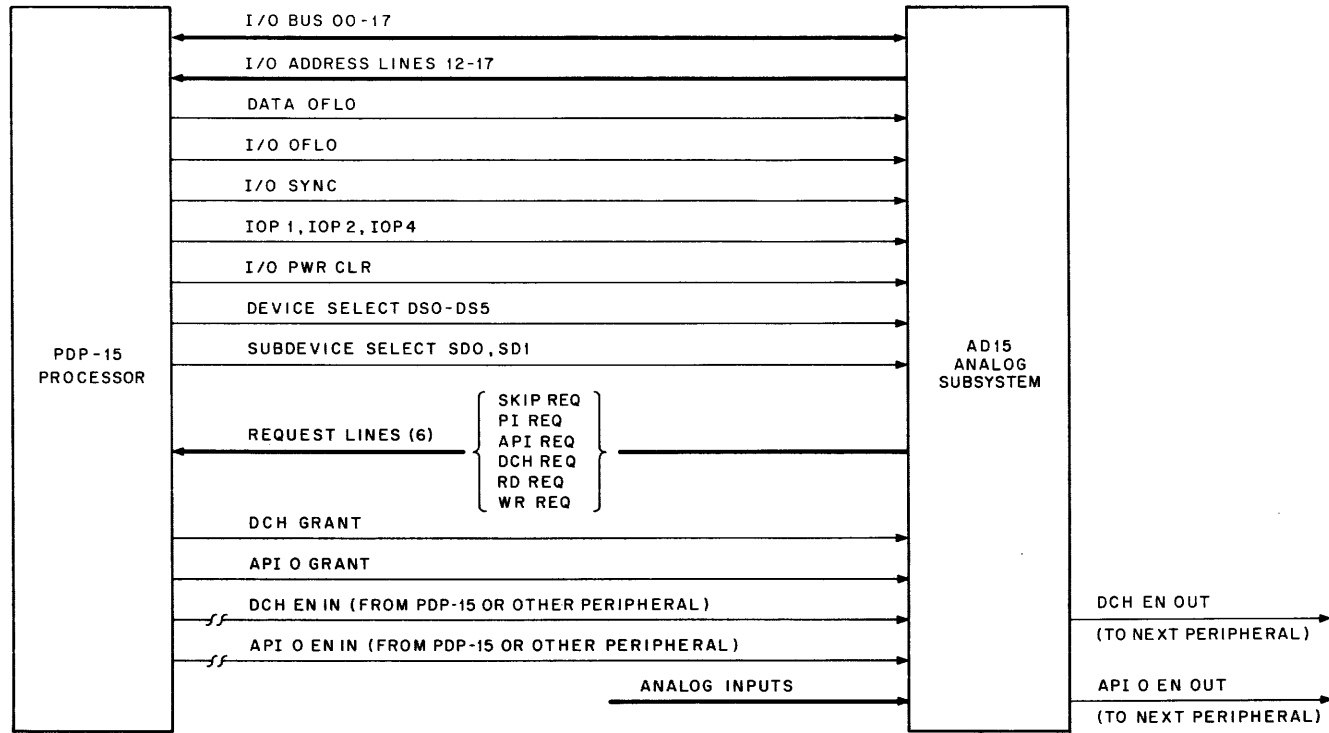 I/O BUS 00-17
I/O ADDRESS LINES 12-17
DATA OFLO
I/O OFLO
I/O SYNC
IOP 1, IOP 2, IOP4
I/O PWR CLR
DEVICE SELECT DS0-DS5
SUBDEVICE SELECT SD0, SD1
PDP-15
PROCESSOR
AD15
ANALOG
SUBSYSTEM
REQUEST LINES (6)
SKIP REQ
PI REQ
API REQ
DCH REQ
RD REQ
WR REQ
DCH GRANT
API 0 GRANT
DCH EN IN (FROM PDP-15 OR OTHER PERIPHERAL)
API 0 EN IN (FROM PDP-15 OR OTHER PERIPHERAL)
ANALOG INPUTS
DCH EN OUT
(TO NEXT PERIPHERAL)
API 0 EN OUT
(TO NEXT PERIPHERAL)